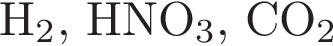 H₂, HNO₃, CO₂